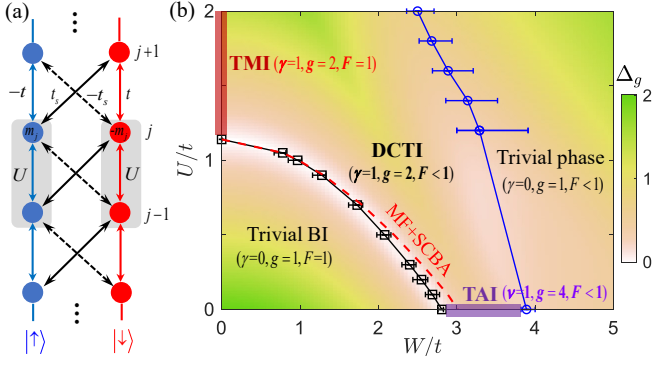 (a)
j+1
−t
t_s
−t_s
t
m_j
−m_j
j
U
U
j−1
|↑⟩
|↓⟩
(b)
2
1
0
U/t
TMI (γ=1, g=2, F=1)
DCTI
(γ=1, g=2, F<1)
Trivial phase
(γ=0, g=1, F<1)
Trivial BI
(γ=0, g=1, F=1)
MF+SCBA
TAI (γ=1, g=4, F<1)
0
1
2
3
4
5
W/t
Δ_g
2
1
0